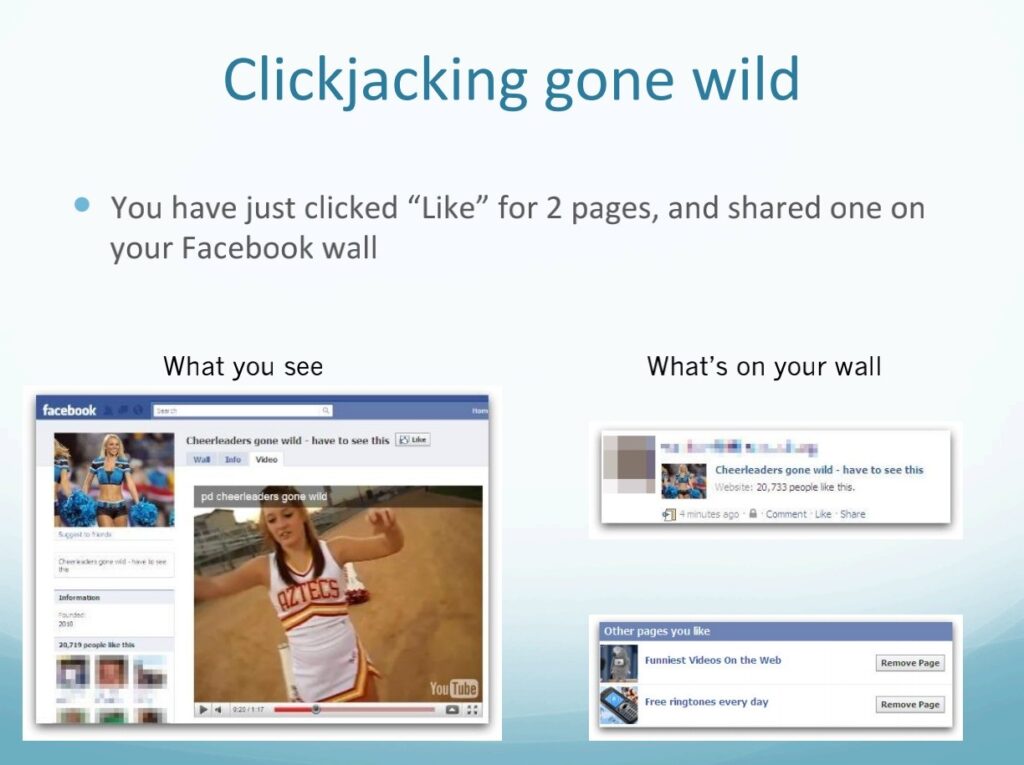 Clickjacking gone wild
You have just clicked “Like” for 2 pages, and shared one on
your Facebook wall
What you see
facebook
Search
Home
Cheerleaders gone wild - have to see this
Like
Wall Info Video
pd cheerleaders gone wild
AZTECS
YouTube
0:20 / 1:17
Suggest to friends
Cheerleaders gone wild - have to see
this
Information
Founded:
2010
20,719 people like this
What’s on your wall
Cheerleaders gone wild - have to see this
Website: 20,733 people like this.
4 minutes ago · Comment · Like · Share
Other pages you like
Funniest Videos On the Web
Remove Page
Free ringtones every day
Remove Page